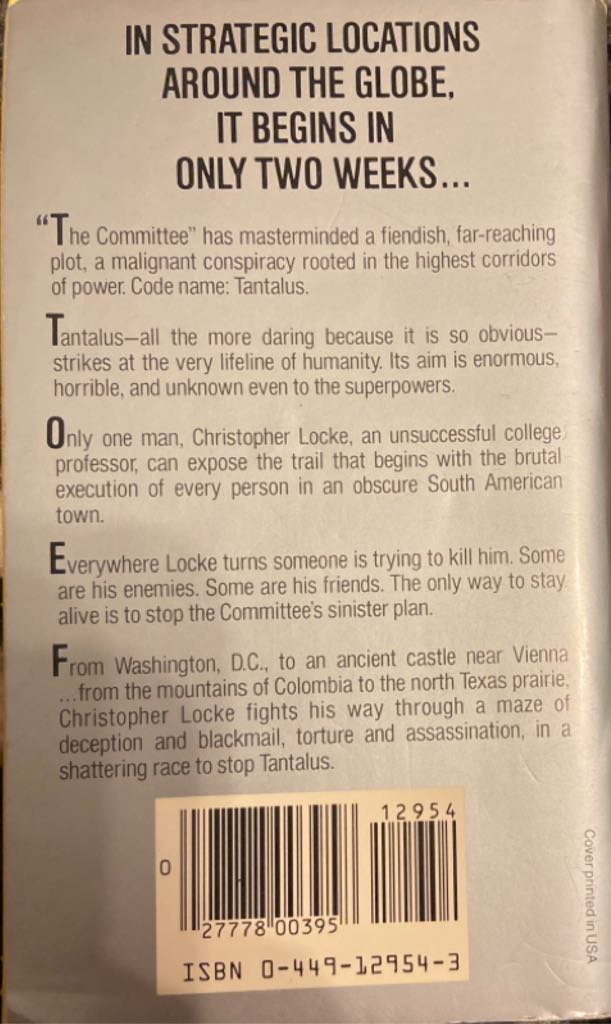 IN STRATEGIC LOCATIONS
AROUND THE GLOBE,
IT BEGINS IN
ONLY TWO WEEKS...
“The Committee” has masterminded a fiendish, far-reaching
plot, a malignant conspiracy rooted in the highest corridors
of power. Code name: Tantalus.
Tantalus—all the more daring because it is so obvious—
strikes at the very lifeline of humanity. Its aim is enormous,
horrible, and unknown even to the superpowers.
Only one man, Christopher Locke, an unsuccessful college
professor, can expose the trail that begins with the brutal
execution of every person in an obscure South American
town.
Everywhere Locke turns someone is trying to kill him. Some
are his enemies. Some are his friends. The only way to stay
alive is to stop the Committee's sinister plan.
From Washington, D.C., to an ancient castle near Vienna
...from the mountains of Colombia to the north Texas prairie,
Christopher Locke fights his way through a maze of
deception and blackmail, torture and assassination, in a
shattering race to stop Tantalus.
12954
0
27778 00395
ISBN 0-449-12954-3
Cover printed in USA